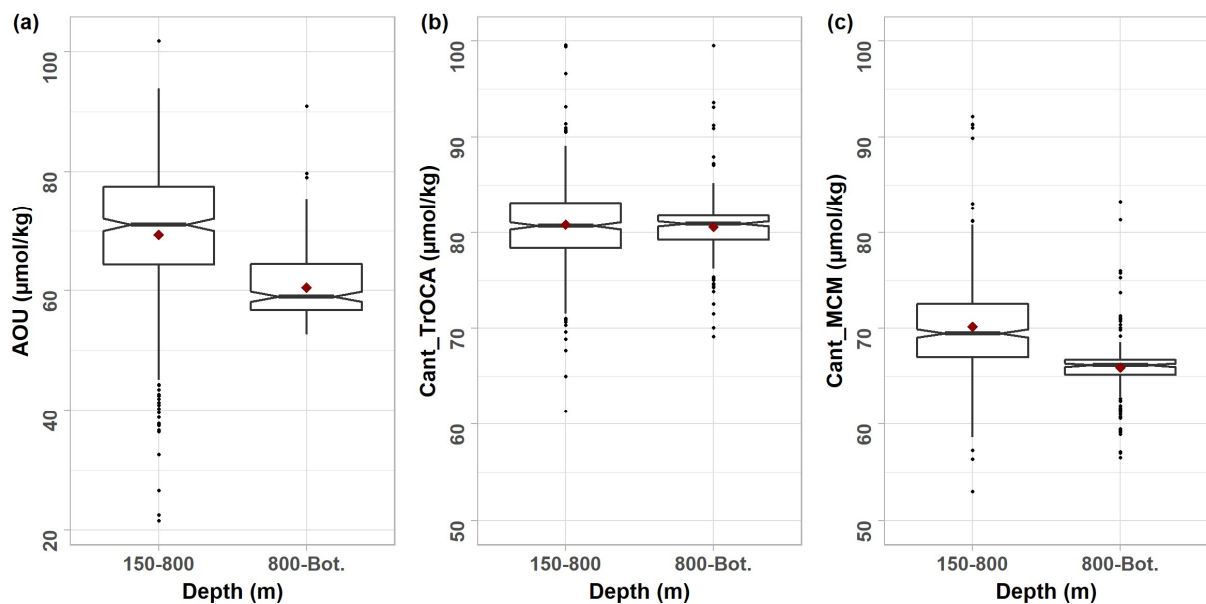 (a)
AOU (µmol/kg)
100
80
60
40
20
150-800
800-Bot.
Depth (m)
(b)
Cant_TrOCA (µmol/kg)
100
90
80
70
60
50
150-800
800-Bot.
Depth (m)
(c)
Cant_MCM (µmol/kg)
100
90
80
70
60
50
150-800
800-Bot.
Depth (m)